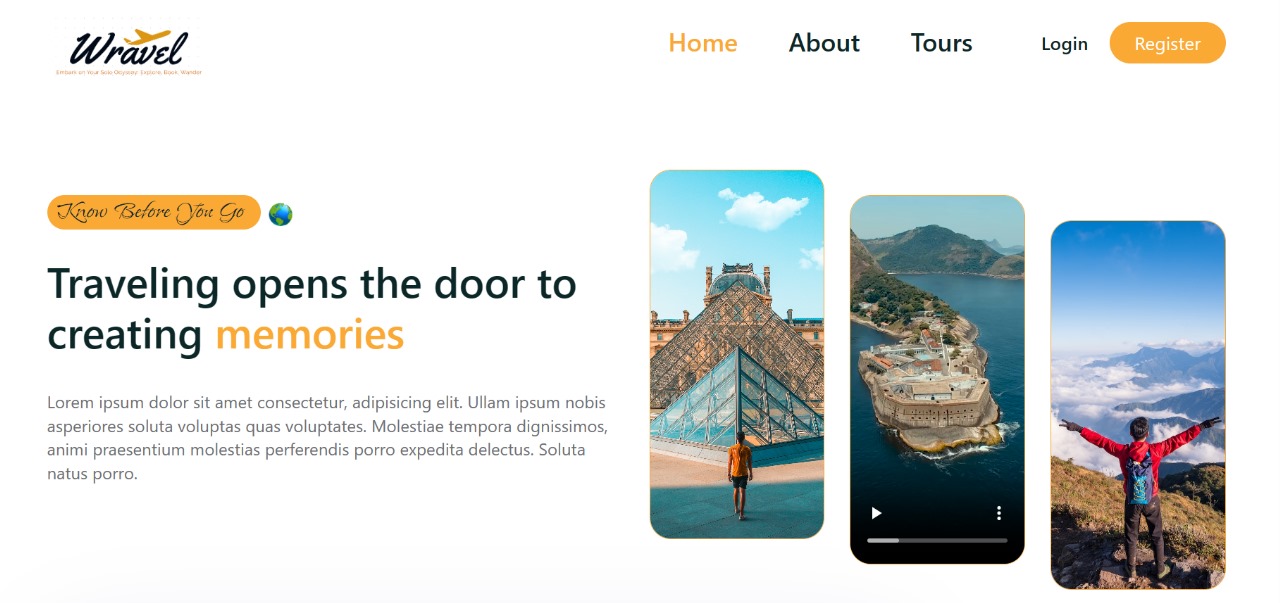 Wravel
Embark on Your Solo Odyssey: Explore, Book, Wander
Home About Tours Login Register
Know Before You Go
Traveling opens the door to
creating memories
Lorem ipsum dolor sit amet consectetur, adipisicing elit. Ullam ipsum nobis
asperiores soluta voluptas quas voluptates. Molestiae tempora dignissimos,
animi praesentium molestias perferendis porro expedita delectus. Soluta
natus porro.